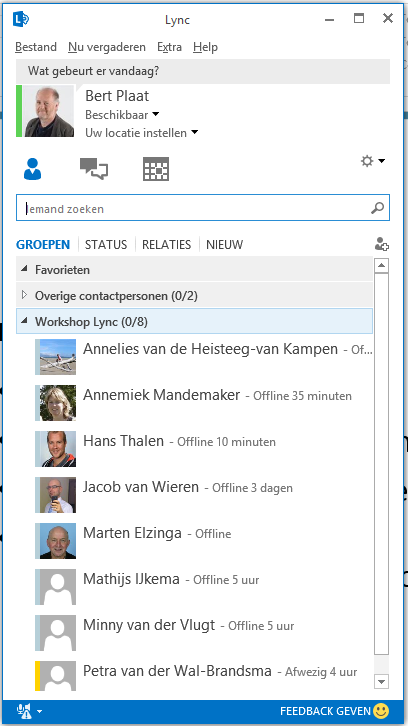 Lync
Bestand Nu vergaderen Extra Help
Wat gebeurt er vandaag?
Bert Plaat
Beschikbaar
Uw locatie instellen
Iemand zoeken
GROEPEN STATUS RELATIES NIEUW
Favorieten
Overige contactpersonen (0/2)
Workshop Lync (0/8)
Annelies van de Heisteeg-van Kampen - Of...
Annemiek Mandemaker - Offline 35 minuten
Hans Thalen - Offline 10 minuten
Jacob van Wieren - Offline 3 dagen
Marten Elzinga - Offline
Mathijs IJkema - Offline 5 uur
Minny van der Vlugt - Offline 5 uur
Petra van der Wal-Brandsma - Afwezig 4 uur
FEEDBACK GEVEN